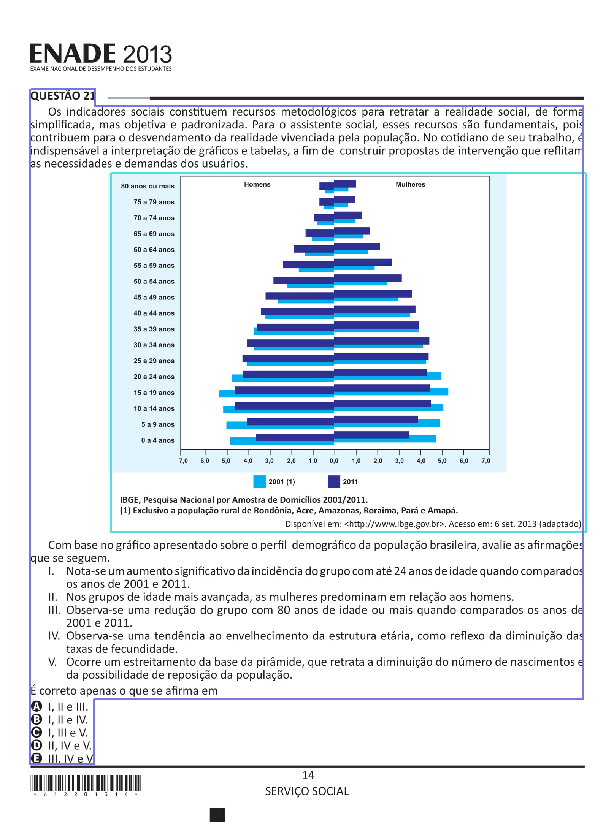 ENADE 2013
EXAME NACIONAL DE DESEMPENHO DOS ESTUDANTES
QUESTÃO 21
Os indicadores sociais constituem recursos metodológicos para retratar a realidade social, de forma
simplificada, mas objetiva e padronizada. Para o assistente social, esses recursos são fundamentais, pois
contribuem para o desvendamento da realidade vivenciada pela população. No cotidiano de seu trabalho, é
indispensável a interpretação de gráficos e tabelas, a fim de construir propostas de intervenção que reflitam
as necessidades e demandas dos usuários.
Homens Mulheres
80 anos ou mais
75 a 79 anos
70 a 74 anos
65 a 69 anos
60 a 64 anos
55 a 59 anos
50 a 54 anos
45 a 49 anos
40 a 44 anos
35 a 39 anos
30 a 34 anos
25 a 29 anos
20 a 24 anos
15 a 19 anos
10 a 14 anos
5 a 9 anos
0 a 4 anos
7,0 6,0 5,0 4,0 3,0 2,0 1,0 0,0 1,0 2,0 3,0 4,0 5,0 6,0 7,0
2001 (1) 2011
IBGE, Pesquisa Nacional por Amostra de Domicílios 2001/2011.
(1) Exclusivo a população rural de Rondônia, Acre, Amazonas, Roraima, Pará e Amapá.
Disponível em: <http://www.ibge.gov.br>. Acesso em: 6 set. 2013 (adaptado)
Com base no gráfico apresentado sobre o perfil demográfico da população brasileira, avalie as afirmações
que se seguem.
I. Nota-se um aumento significativo da incidência do grupo com até 24 anos de idade quando comparados
os anos de 2001 e 2011.
II. Nos grupos de idade mais avançada, as mulheres predominam em relação aos homens.
III. Observa-se uma redução do grupo com 80 anos de idade ou mais quando comparados os anos de
2001 e 2011.
IV. Observa-se uma tendência ao envelhecimento da estrutura etária, como reflexo da diminuição das
taxas de fecundidade.
V. Ocorre um estreitamento da base da pirâmide, que retrata a diminuição do número de nascimentos e
da possibilidade de reposição da população.
É correto apenas o que se afirma em
A I, II e III.
B I, II e IV.
C I, III e V.
D II, IV e V.
E III, IV e V
14
SERVIÇO SOCIAL